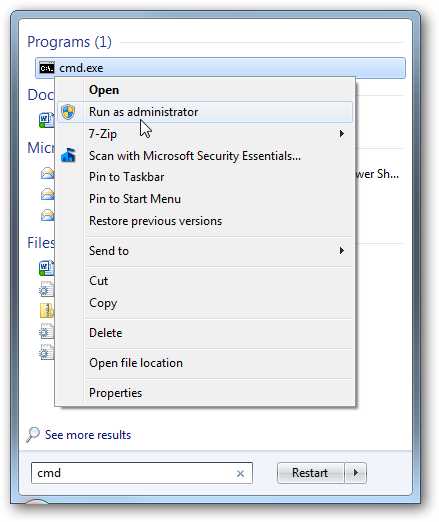 Programs (1)
cmd.exe
Open
Run as administrator
7-Zip
Scan with Microsoft Security Essentials...
Pin to Taskbar
Pin to Start Menu
Restore previous versions
Send to
Cut
Copy
Delete
Open file location
Properties
Doc
Micr
wer Sh...
Files
See more results
cmd
Restart